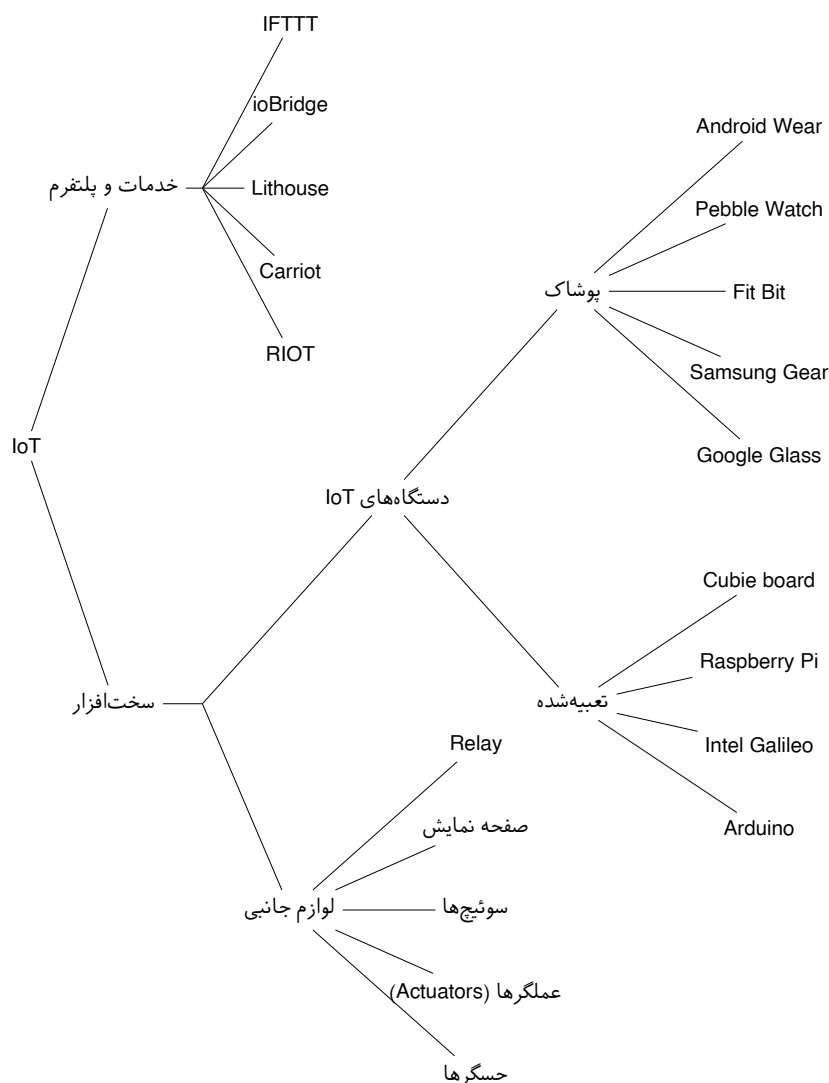 IFTTT
ioBridge
خدمات و پلتفرم
Lithouse
Carriot
RIOT
IoT
سخت‌افزار
دستگاه‌های IoT
پوشاک
Android Wear
Pebble Watch
Fit Bit
Samsung Gear
Google Glass
تعبیه‌شده
Cubie board
Raspberry Pi
Intel Galileo
Arduino
لوازم جانبی
Relay
صفحه نمایش
سوئیچ‌ها
عملگرها (Actuators)
حسگرها